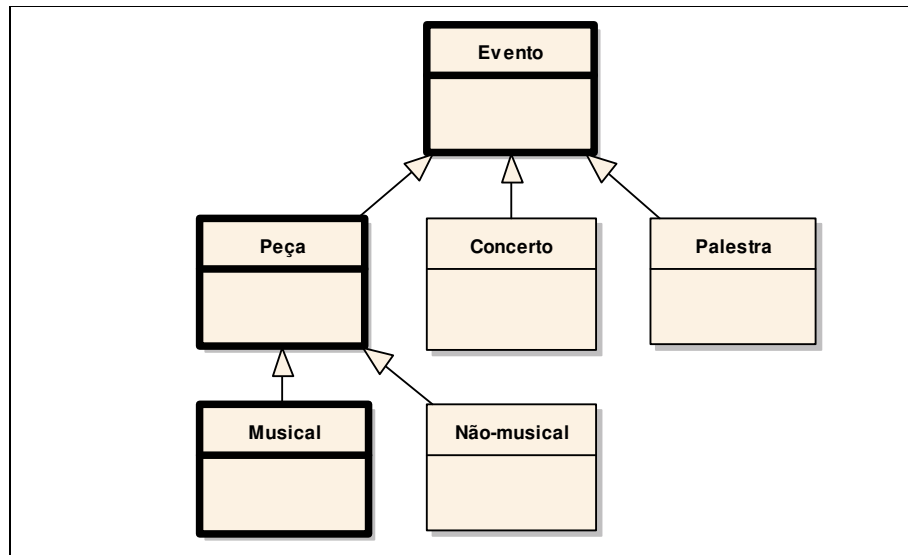 Evento
Peça
Concerto
Palestra
Musical
Não-musical